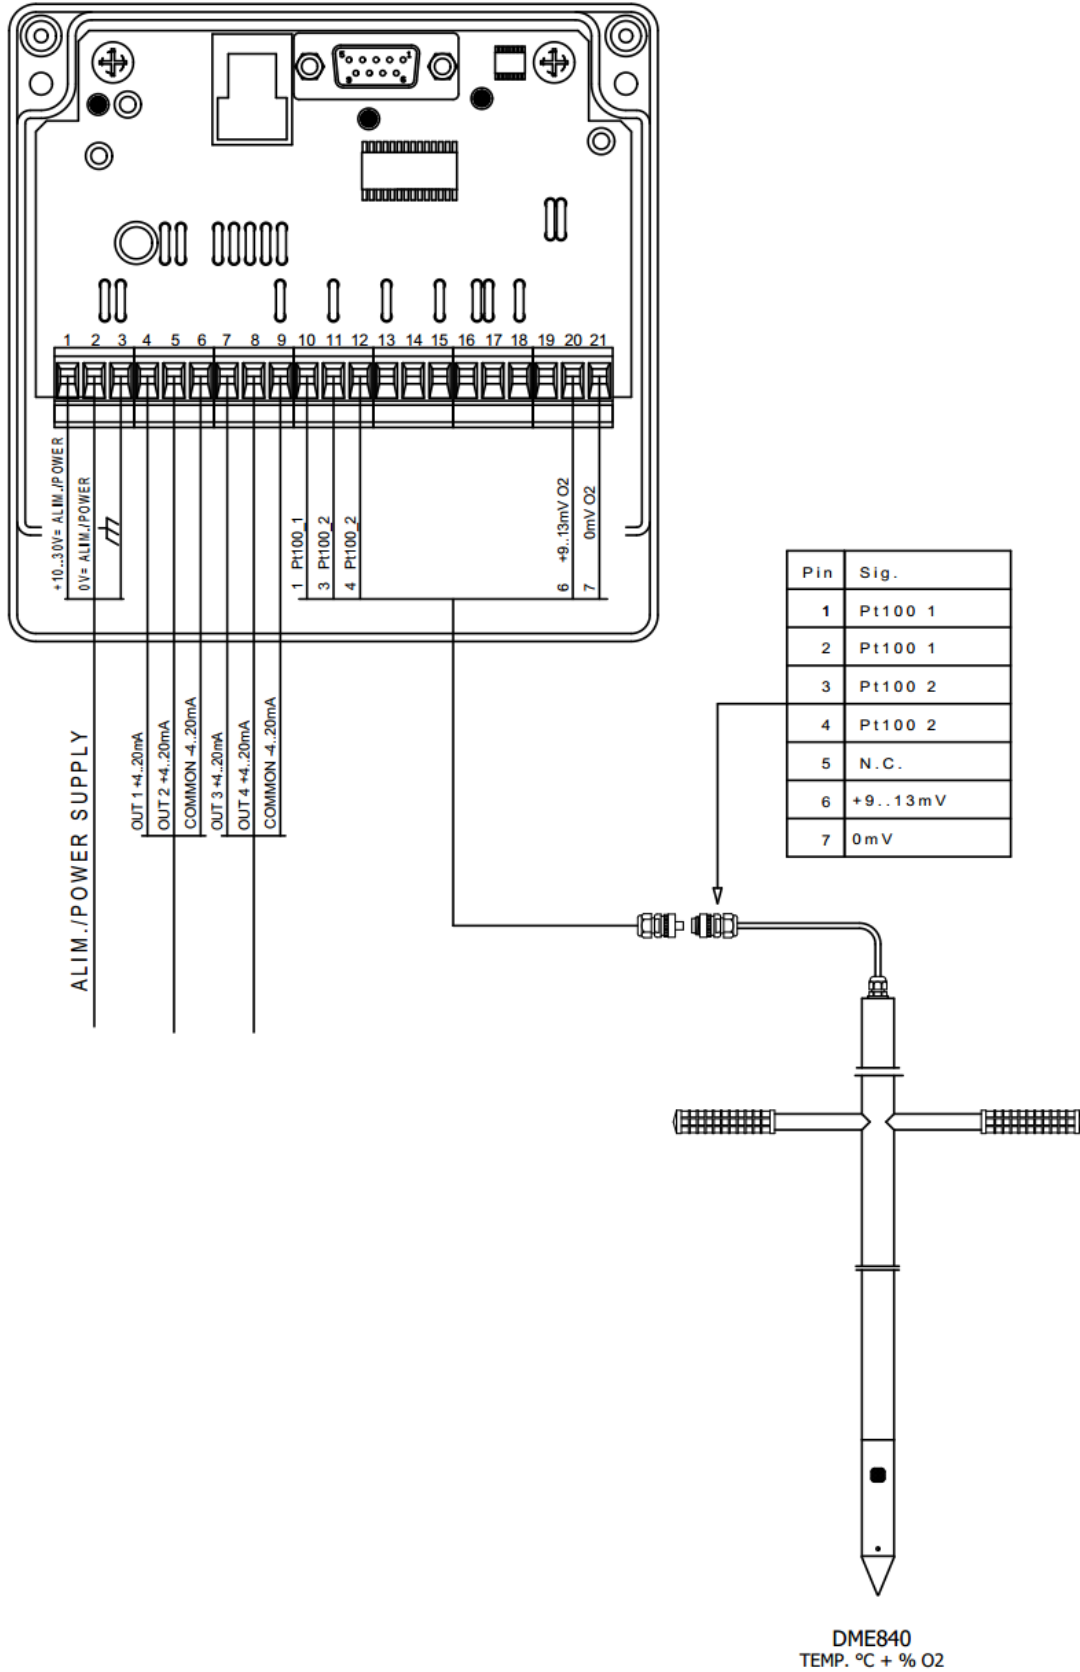 5 1
9 6
1 2 3 4 5 6 7 8 9 10 11 12 13 14 15 16 17 18 19 20 21
+10..30V= ALIM./POWER
0V= ALIM./POWER
1 Pt100_1
3 Pt100_2
4 Pt100_2
6 +9..13mV O2
7 0mV O2
ALIM./POWER SUPPLY
OUT 1 +4..20mA
OUT 2 +4..20mA
COMMON -4..20mA
OUT 3 +4..20mA
OUT 4 +4..20mA
COMMON -4..20mA
Pin Sig.
1 Pt100 1
2 Pt100 1
3 Pt100 2
4 Pt100 2
5 N.C.
6 +9..13mV
7 0mV
DME840
TEMP. °C + % O2